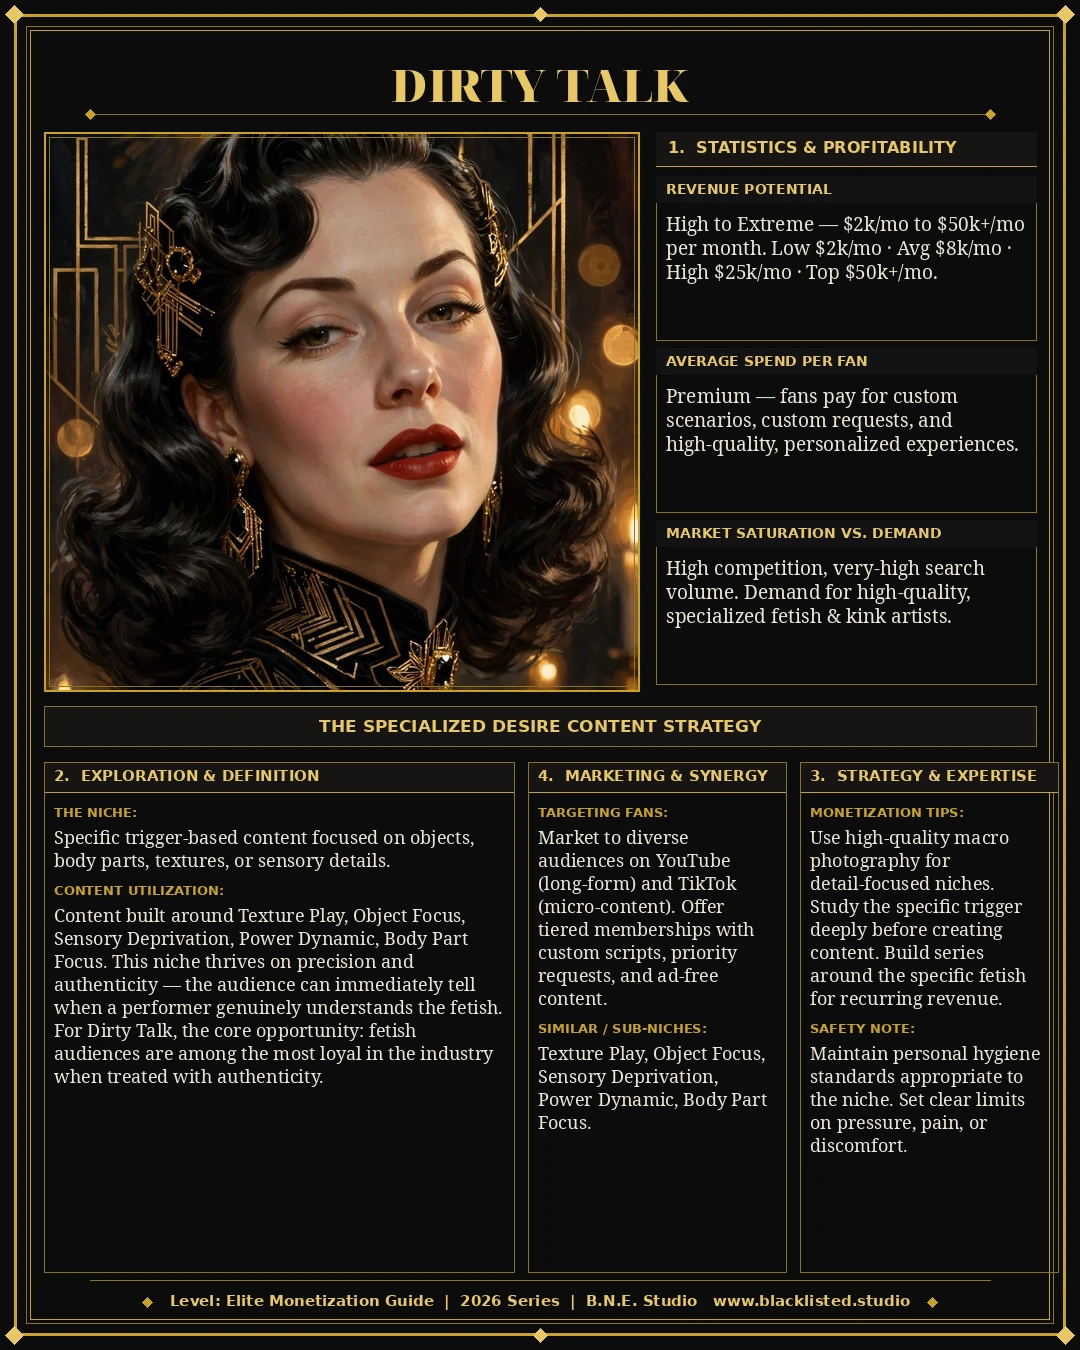 DIRTY TALK
1. STATISTICS & PROFITABILITY
REVENUE POTENTIAL
High to Extreme — $2k/mo to $50k+/mo
per month. Low $2k/mo · Avg $8k/mo ·
High $25k/mo · Top $50k+/mo.
AVERAGE SPEND PER FAN
Premium — fans pay for custom
scenarios, custom requests, and
high-quality, personalized experiences.
MARKET SATURATION VS. DEMAND
High competition, very-high search
volume. Demand for high-quality,
specialized fetish & kink artists.
THE SPECIALIZED DESIRE CONTENT STRATEGY
2. EXPLORATION & DEFINITION
THE NICHE:
Specific trigger-based content focused on objects,
body parts, textures, or sensory details.
CONTENT UTILIZATION:
Content built around Texture Play, Object Focus,
Sensory Deprivation, Power Dynamic, Body Part
Focus. This niche thrives on precision and
authenticity — the audience can immediately tell
when a performer genuinely understands the fetish.
For Dirty Talk, the core opportunity: fetish
audiences are among the most loyal in the industry
when treated with authenticity.
4. MARKETING & SYNERGY
TARGETING FANS:
Market to diverse
audiences on YouTube
(long-form) and TikTok
(micro-content). Offer
tiered memberships with
custom scripts, priority
requests, and ad-free
content.
SIMILAR / SUB-NICHES:
Texture Play, Object Focus,
Sensory Deprivation,
Power Dynamic, Body Part
Focus.
3. STRATEGY & EXPERTISE
MONETIZATION TIPS:
Use high-quality macro
photography for
detail-focused niches.
Study the specific trigger
deeply before creating
content. Build series
around the specific fetish
for recurring revenue.
SAFETY NOTE:
Maintain personal hygiene
standards appropriate to
the niche. Set clear limits
on pressure, pain, or
discomfort.
Level: Elite Monetization Guide | 2026 Series | B.N.E. Studio www.blacklisted.studio